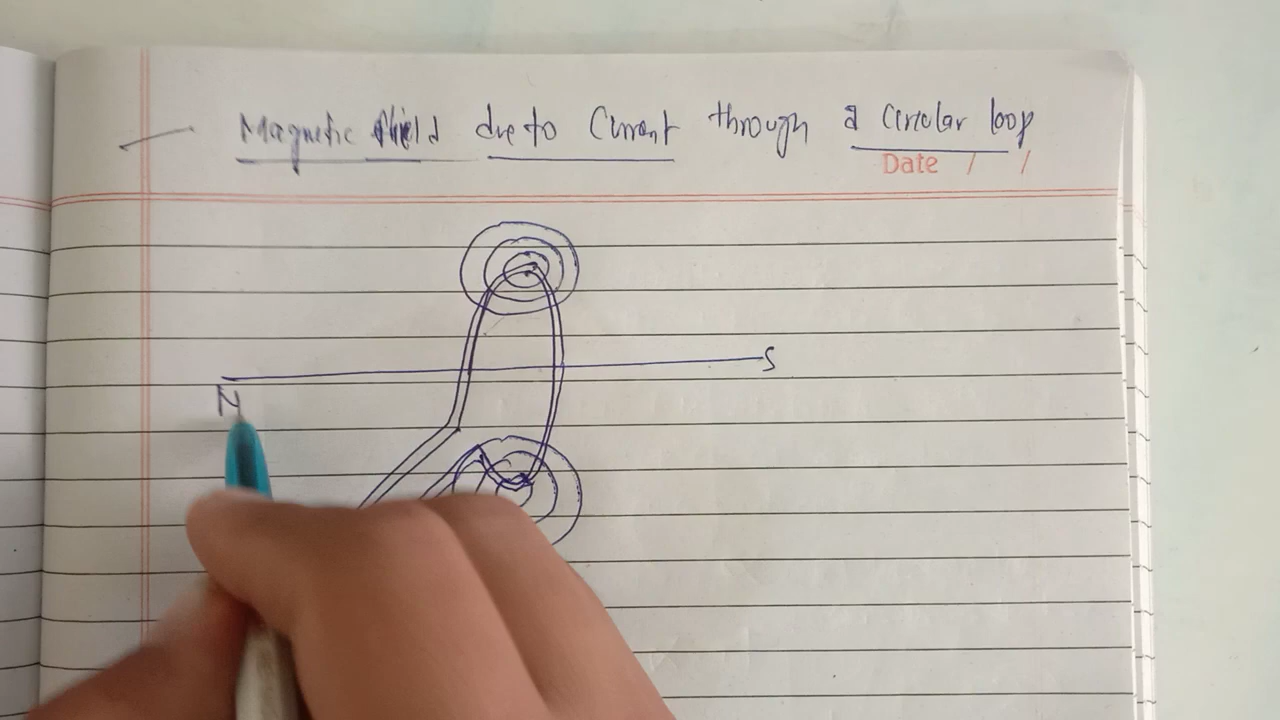 Magnetic field due to Current through a circular loop
Date / /
S
N